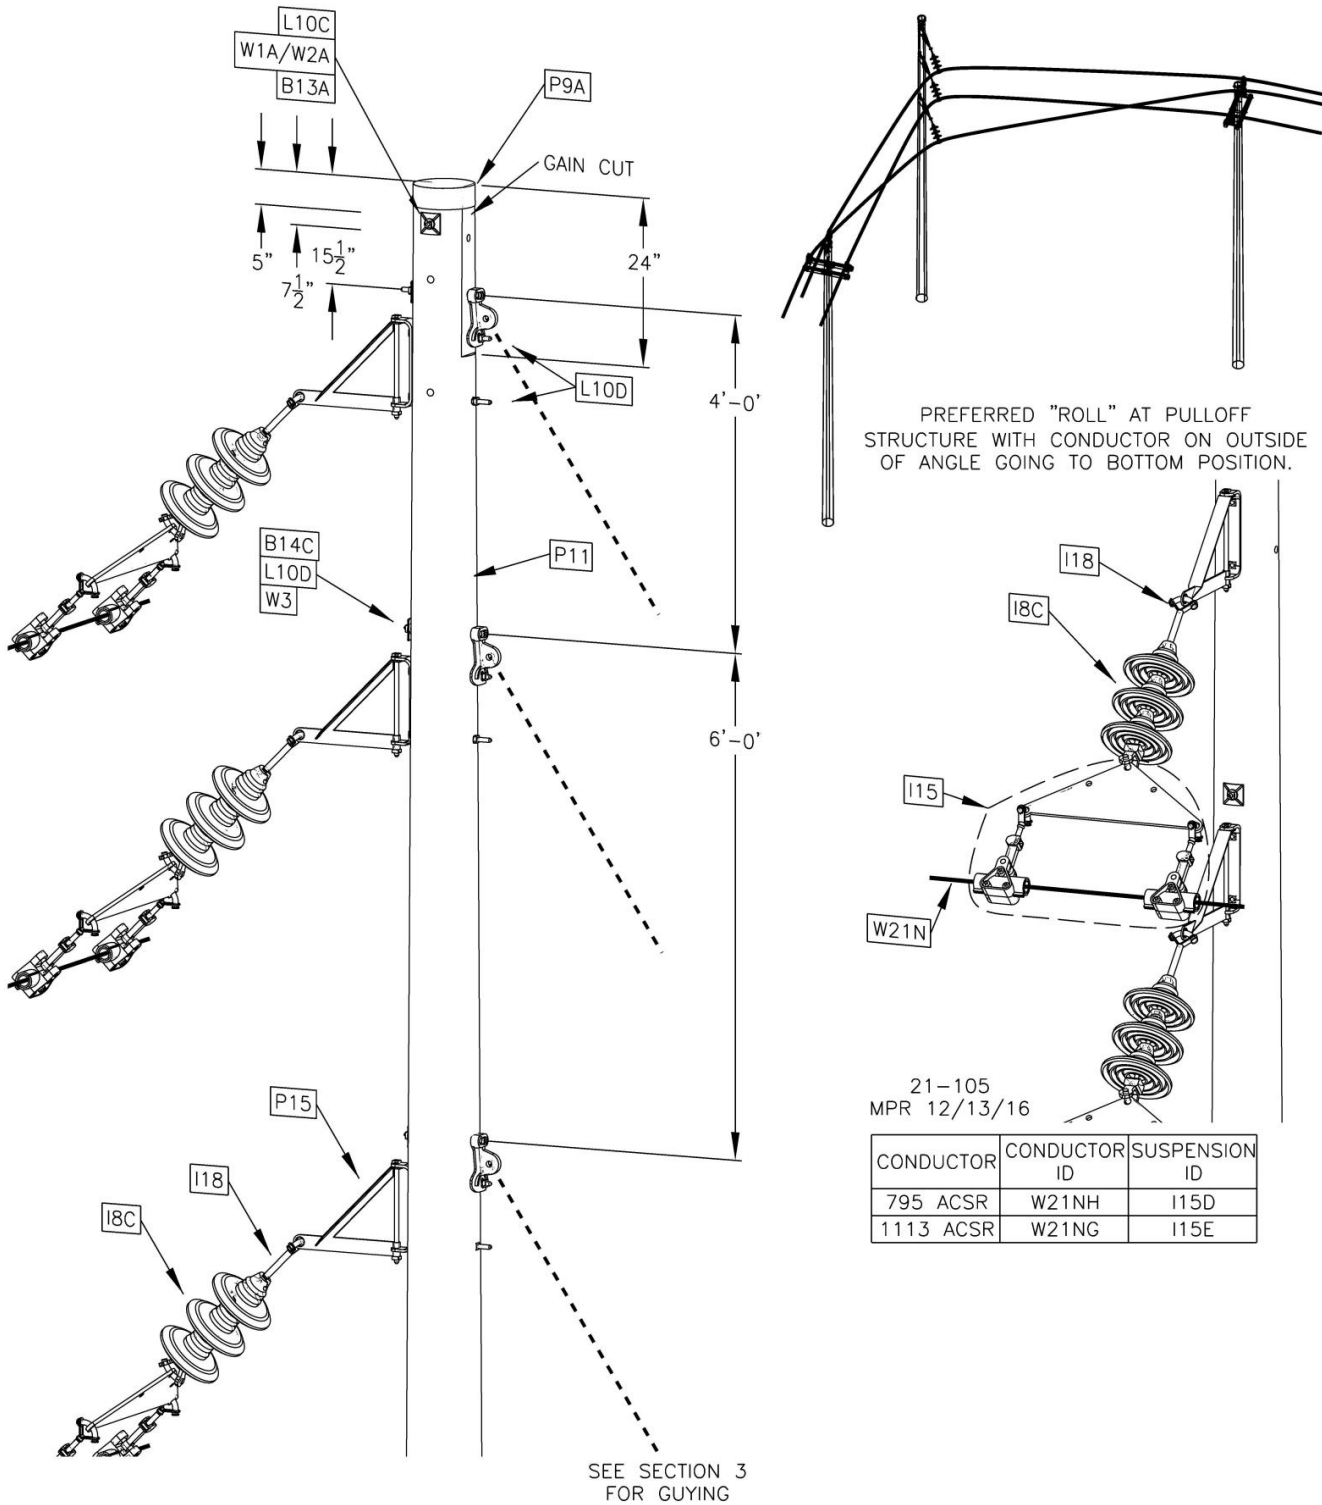 L10C
W1A/W2A
B13A
P9A
GAIN CUT
5"
15 1/2"
7 1/2"
24"
L10D
4'-0'
B14C
L10D
W3
P11
6'-0'
P15
I18
I8C
SEE SECTION 3
FOR GUYING
PREFERRED "ROLL" AT PULLOFF
STRUCTURE WITH CONDUCTOR ON OUTSIDE
OF ANGLE GOING TO BOTTOM POSITION.
I18
I8C
I15
W21N
21-105
MPR 12/13/16
CONDUCTOR CONDUCTOR ID SUSPENSION ID
795 ACSR W21NH I15D
1113 ACSR W21NG I15E